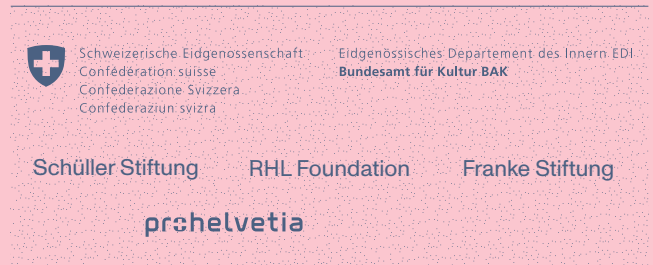 Schweizerische Eidgenossenschaft
Confédération suisse
Confederazione Svizzera
Confederaziun svizra
Eidgenössisches Departement des Innern EDI
Bundesamt für Kultur BAK
Schüller Stiftung
RHL Foundation
Franke Stiftung
prohelvetia